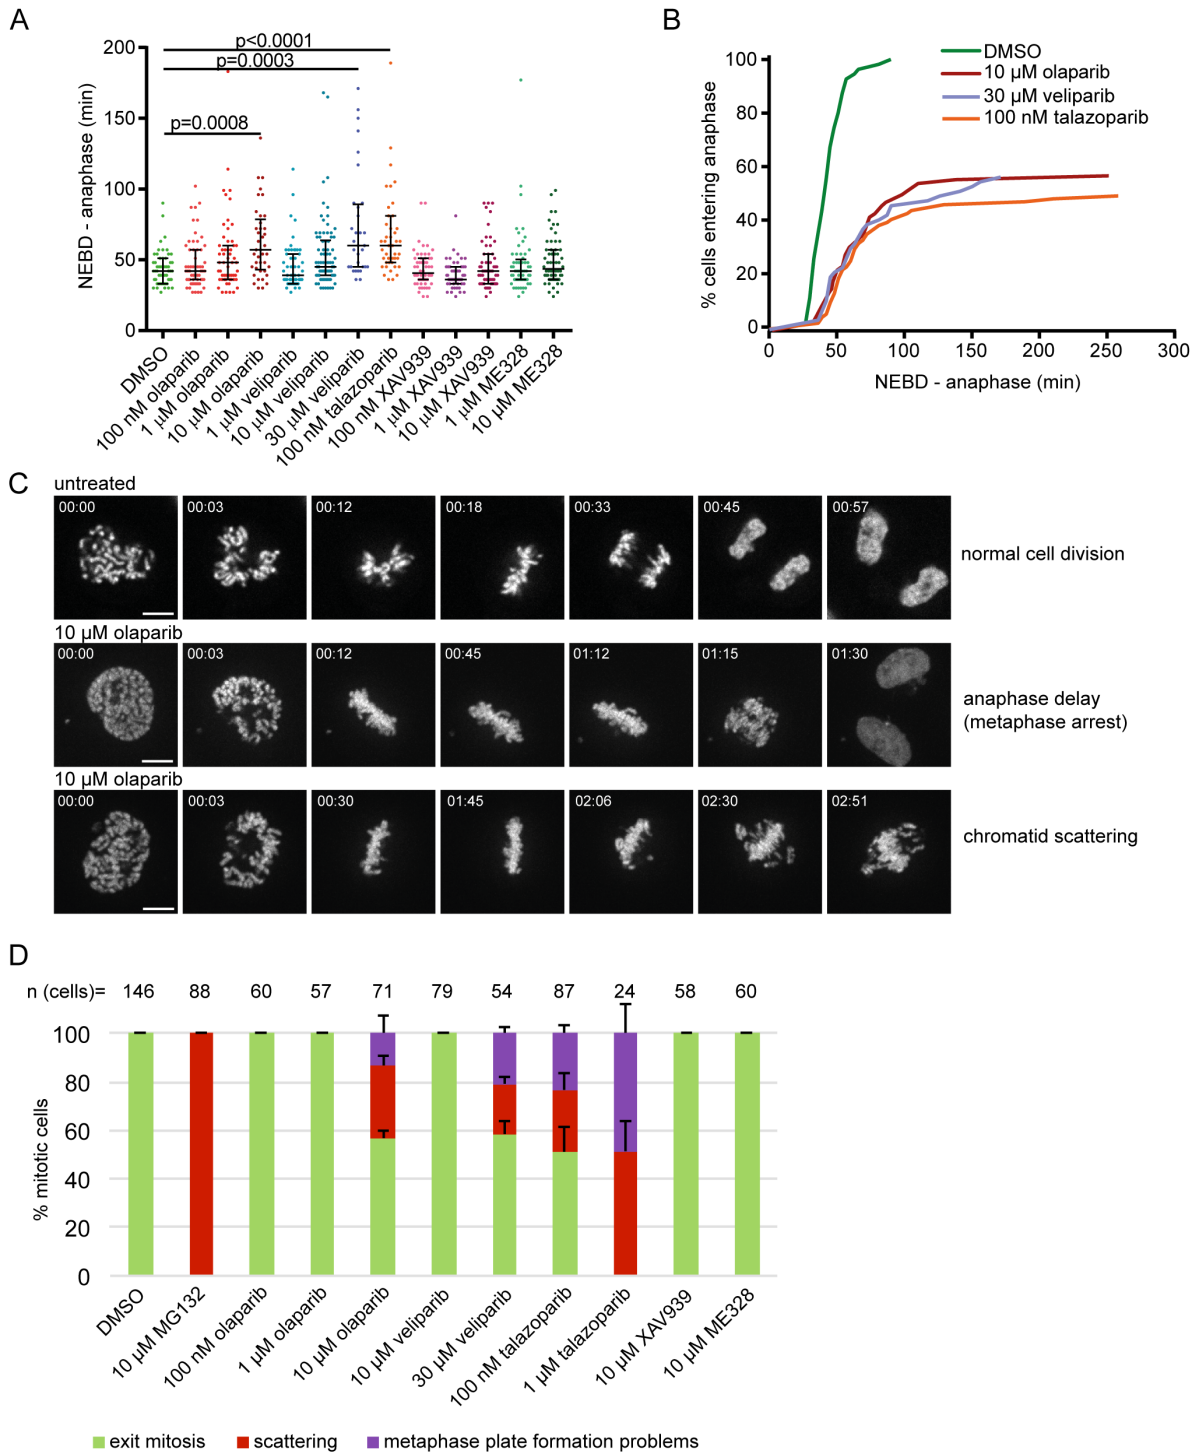 A
p<0.0001
p=0.0003
p=0.0008
NEBD - anaphase (min)
200
150
100
50
0
DMSO
100 nM olaparib
1 µM olaparib
10 µM olaparib
1 µM veliparib
10 µM veliparib
30 µM veliparib
100 nM talazoparib
100 nM XAV939
1 µM XAV939
10 µM XAV939
1 µM ME328
10 µM ME328
B
% cells entering anaphase
100
80
60
40
20
0
0 50 100 150 200 250 300
NEBD - anaphase (min)
DMSO
10 µM olaparib
30 µM veliparib
100 nM talazoparib
C
untreated
00:00 00:03 00:12 00:18 00:33 00:45 00:57
normal cell division
10 µM olaparib
00:00 00:03 00:12 00:45 01:12 01:15 01:30
anaphase delay
(metaphase arrest)
10 µM olaparib
00:00 00:03 00:30 01:45 02:06 02:30 02:51
chromatid scattering
D
n (cells)= 146 88 60 57 71 79 54 87 24 58 60
% mitotic cells
100
80
60
40
20
0
DMSO
10 µM MG132
100 nM olaparib
1 µM olaparib
10 µM olaparib
10 µM veliparib
30 µM veliparib
100 nM talazoparib
1 µM talazoparib
10 µM XAV939
10 µM ME328
exit mitosis scattering metaphase plate formation problems